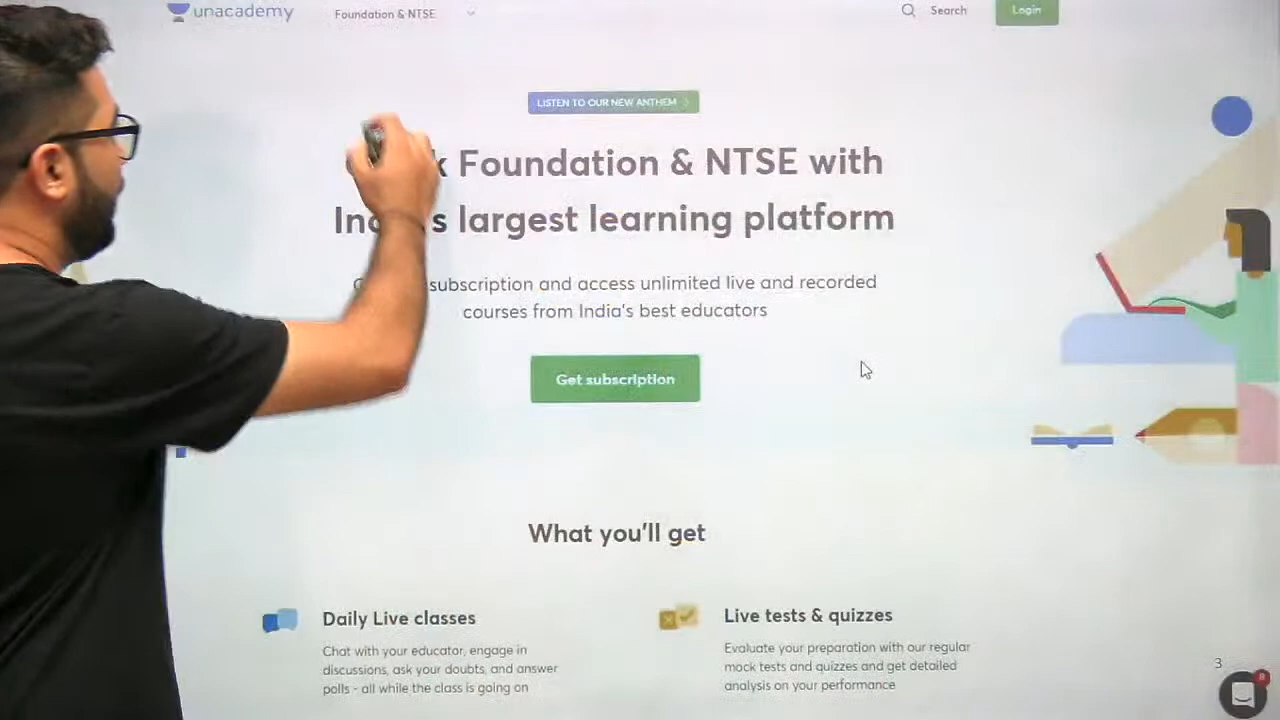 unacademy
Foundation & NTSE
Search
Login
LISTEN TO OUR NEW ANTHEM
Foundation & NTSE with
largest learning platform
subscription and access unlimited live and recorded
courses from India's best educators
Get subscription
What you'll get
Daily Live classes
Chat with your educator, engage in
discussions, ask your doubts, and answer
polls - all while the class is going on
Live tests & quizzes
Evaluate your preparation with our regular
mock tests and quizzes and get detailed
analysis on your performance
3